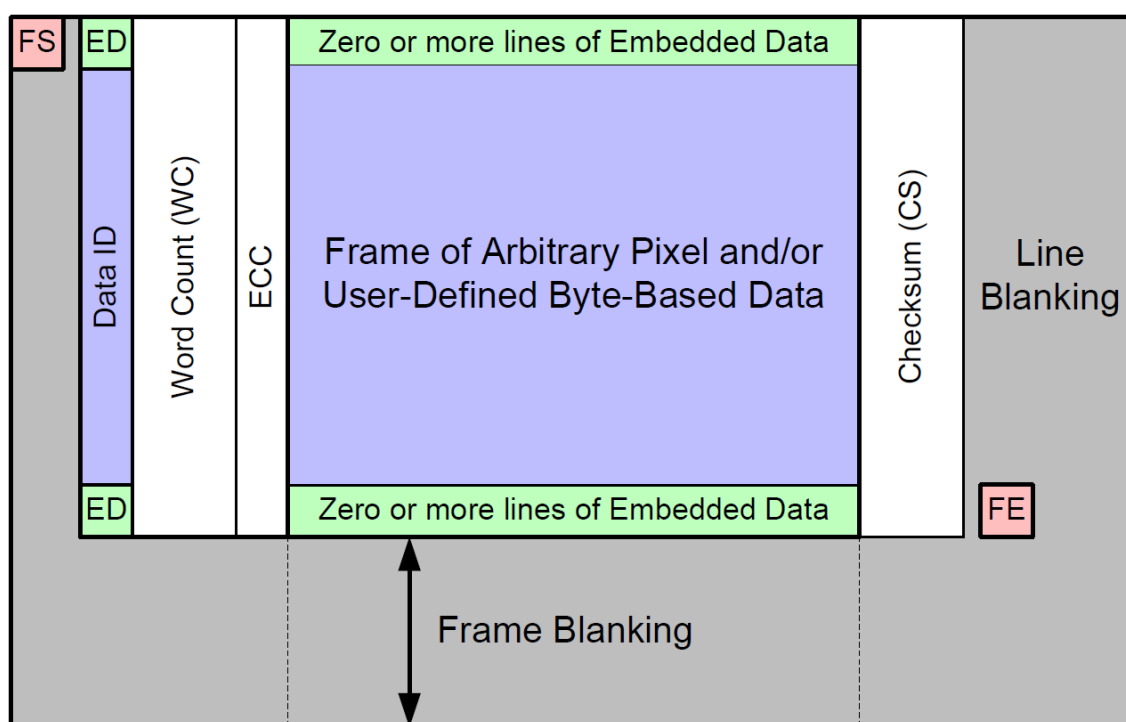 FS
ED
Zero or more lines of Embedded Data
Data ID
Word Count (WC)
ECC
Frame of Arbitrary Pixel and/or
User-Defined Byte-Based Data
Checksum (CS)
Line
Blanking
ED
Zero or more lines of Embedded Data
FE
Frame Blanking